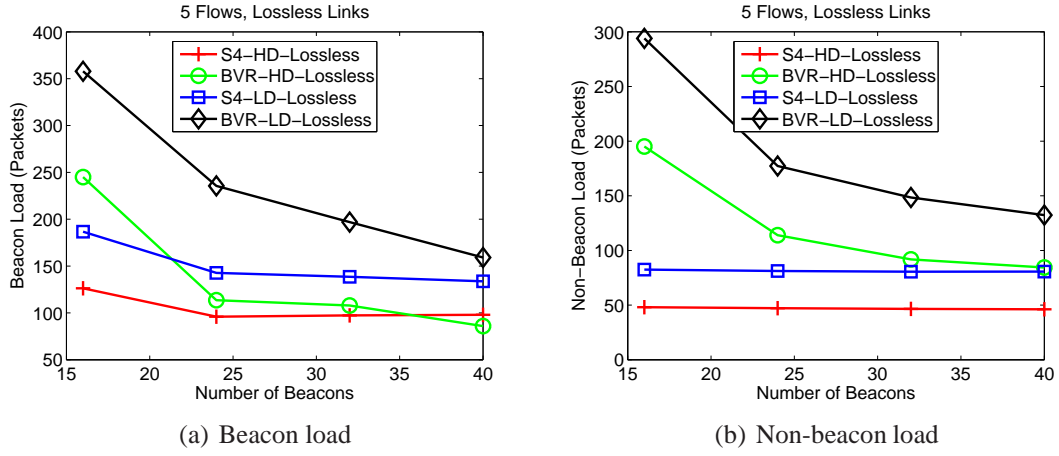 5 Flows, Lossless Links
400
350
300
250
200
150
100
50
15
20
25
30
35
40
Beacon Load (Packets)
Number of Beacons
S4−HD−Lossless
BVR−HD−Lossless
S4−LD−Lossless
BVR−LD−Lossless
(a) Beacon load
5 Flows, Lossless Links
300
250
200
150
100
50
0
15
20
25
30
35
40
Non−Beacon Load (Packets)
Number of Beacons
S4−HD−Lossless
BVR−HD−Lossless
S4−LD−Lossless
BVR−LD−Lossless
(b) Non-beacon load